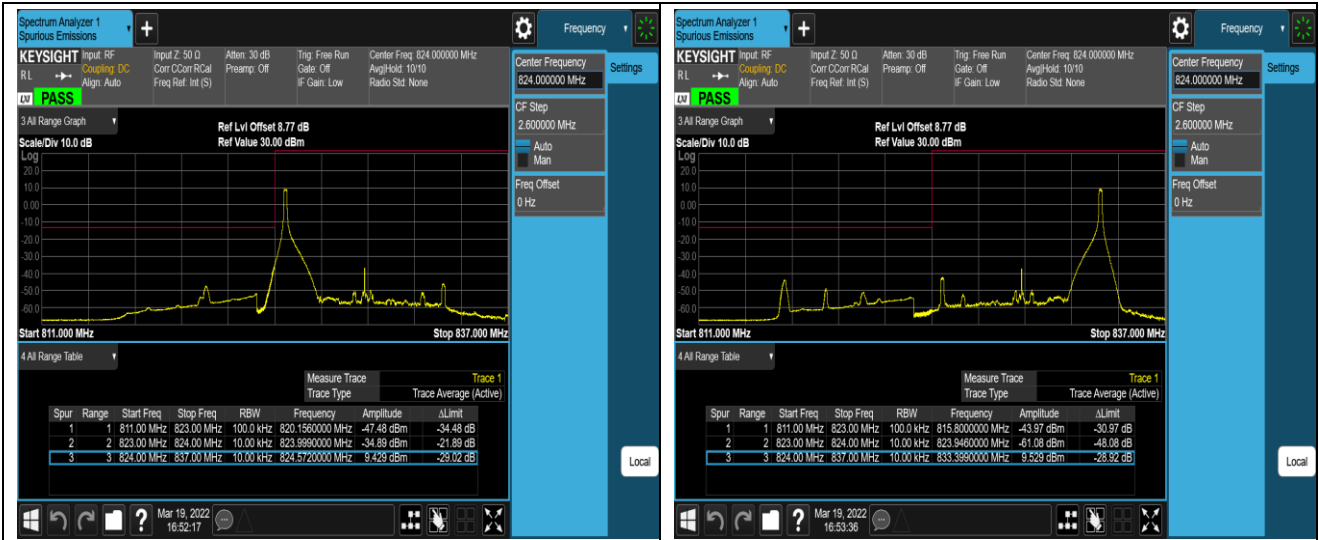 Spectrum Analyzer 1
Spurious Emissions
+
Frequency
KEYSIGHT Input: RF Input Z: 50 Ω Atten: 30 dB Trig: Free Run Center Freq: 824.000000 MHz
Coupling: DC Corr CCorr RCal Preamp: Off Gate: Off Avg|Hold: 10/10
RL Align: Auto Freq Ref: Int (S) IF Gain: Low Radio Std: None
LXI PASS
3 All Range Graph
Ref Lvl Offset 8.77 dB
Scale/Div 10.0 dB Ref Value 30.00 dBm
Log
20.0
10.0
0.00
-10.0
-20.0
-30.0
-40.0
-50.0
-60.0
Start 811.000 MHz Stop 837.000 MHz
4 All Range Table
Measure Trace Trace 1
Trace Type Trace Average (Active)
Spur Range Start Freq Stop Freq RBW Frequency Amplitude ΔLimit
1 1 811.00 MHz 823.00 MHz 100.0 kHz 820.1560000 MHz -47.48 dBm -34.48 dB
2 2 823.00 MHz 824.00 MHz 10.00 kHz 823.9990000 MHz -34.89 dBm -21.89 dB
3 3 824.00 MHz 837.00 MHz 10.00 kHz 824.5720000 MHz 9.429 dBm -29.02 dB
Center Frequency
824.000000 MHz
Settings
CF Step
2.600000 MHz
Auto
Man
Freq Offset
0 Hz
Local
?
Mar 19, 2022
16:52:17
Spectrum Analyzer 1
Spurious Emissions
+
Frequency
KEYSIGHT Input: RF Input Z: 50 Ω Atten: 30 dB Trig: Free Run Center Freq: 824.000000 MHz
Coupling: DC Corr CCorr RCal Preamp: Off Gate: Off Avg|Hold: 10/10
RL Align: Auto Freq Ref: Int (S) IF Gain: Low Radio Std: None
LXI PASS
3 All Range Graph
Ref Lvl Offset 8.77 dB
Scale/Div 10.0 dB Ref Value 30.00 dBm
Log
20.0
10.0
0.00
-10.0
-20.0
-30.0
-40.0
-50.0
-60.0
Start 811.000 MHz Stop 837.000 MHz
4 All Range Table
Measure Trace Trace 1
Trace Type Trace Average (Active)
Spur Range Start Freq Stop Freq RBW Frequency Amplitude ΔLimit
1 1 811.00 MHz 823.00 MHz 100.0 kHz 815.8000000 MHz -43.97 dBm -30.97 dB
2 2 823.00 MHz 824.00 MHz 10.00 kHz 823.9460000 MHz -61.08 dBm -48.08 dB
3 3 824.00 MHz 837.00 MHz 10.00 kHz 833.3990000 MHz 9.529 dBm -28.92 dB
Center Frequency
824.000000 MHz
Settings
CF Step
2.600000 MHz
Auto
Man
Freq Offset
0 Hz
Local
?
Mar 19, 2022
16:53:36